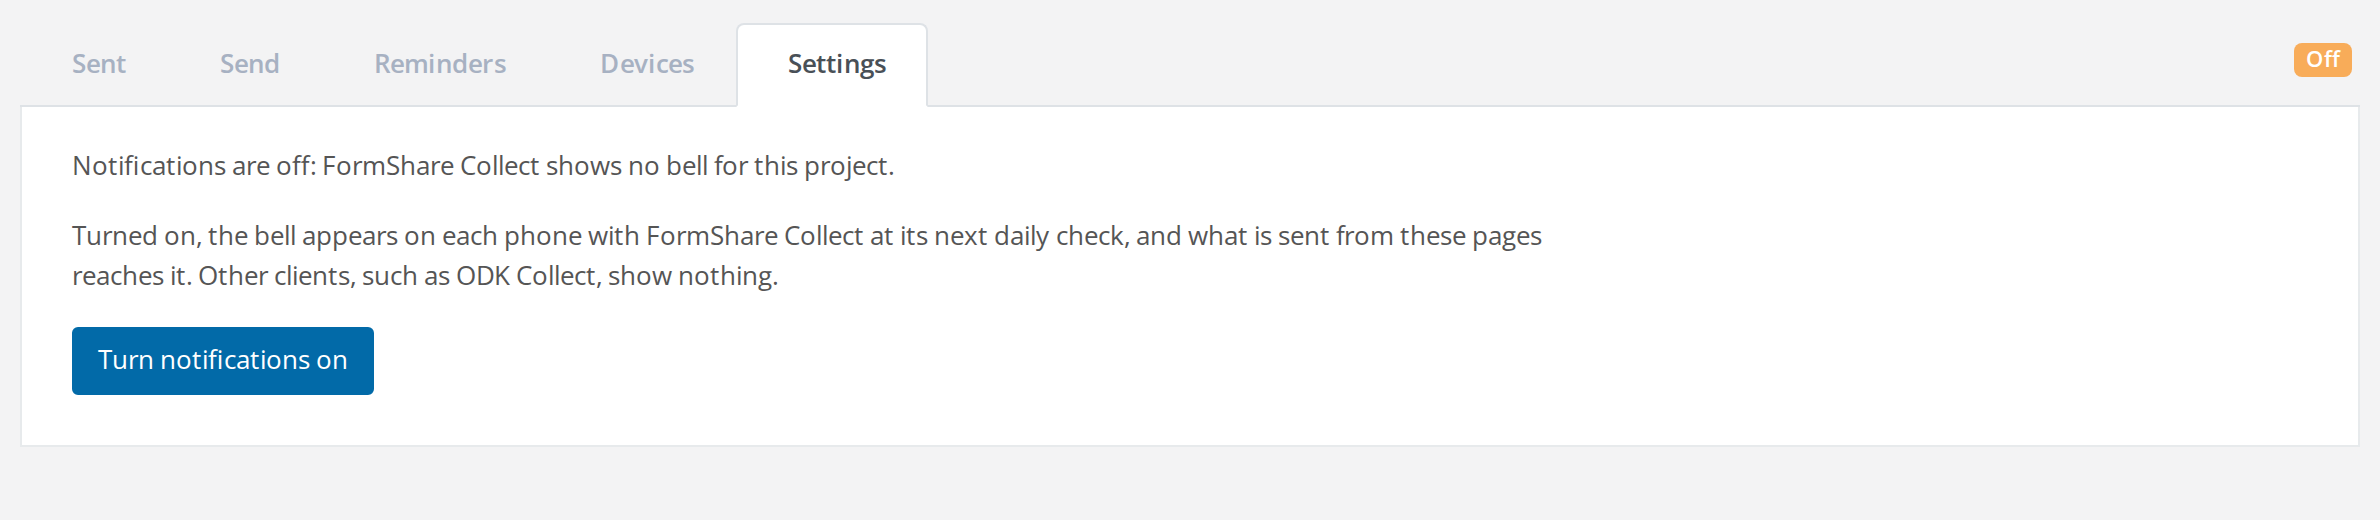 Sent Send Reminders Devices Settings Off
Notifications are off: FormShare Collect shows no bell for this project.
Turned on, the bell appears on each phone with FormShare Collect at its next daily check, and what is sent from these pages
reaches it. Other clients, such as ODK Collect, show nothing.
Turn notifications on